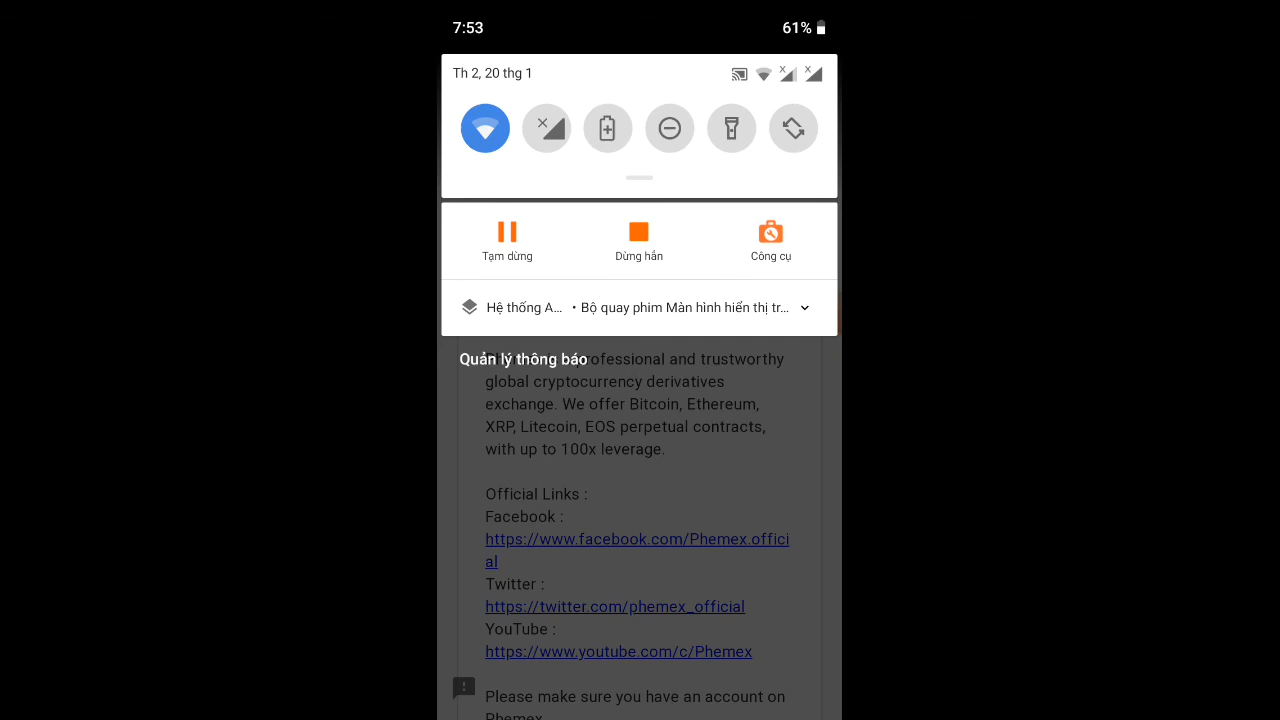 7:53
61%
Th 2, 20 thg 1
Tạm dừng
Dừng hẳn
Công cụ
Hệ thống A... • Bộ quay phim Màn hình hiển thị tr...
Quản lý thông báo
professional and trustworthy
global cryptocurrency derivatives
exchange. We offer Bitcoin, Ethereum,
XRP, Litecoin, EOS perpetual contracts,
with up to 100x leverage.
Official Links :
Facebook :
https://www.facebook.com/Phemex.offici
al
Twitter :
https://twitter.com/phemex_official
YouTube :
https://www.youtube.com/c/Phemex
Please make sure you have an account on
Phemex